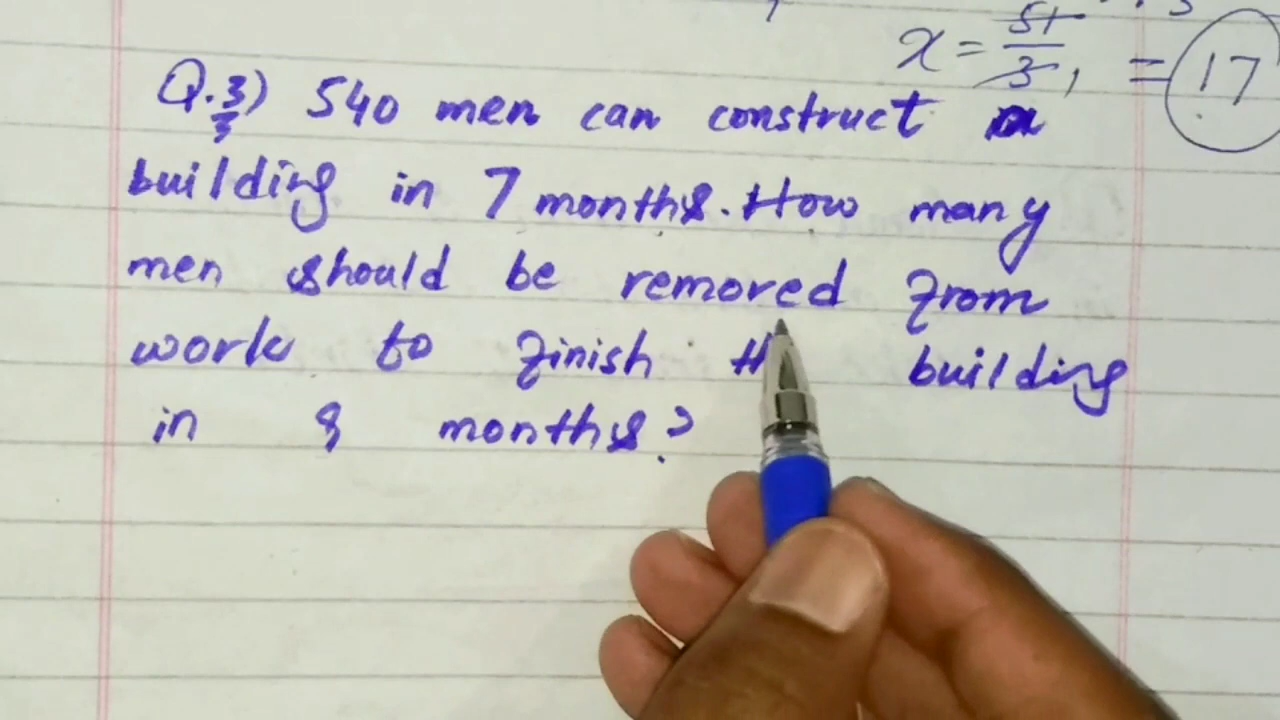 x = 51/3 = 17
Q.3) 540 men can construct a
building in 7 months. How many
men should be removed from
work to finish building
in 9 months?